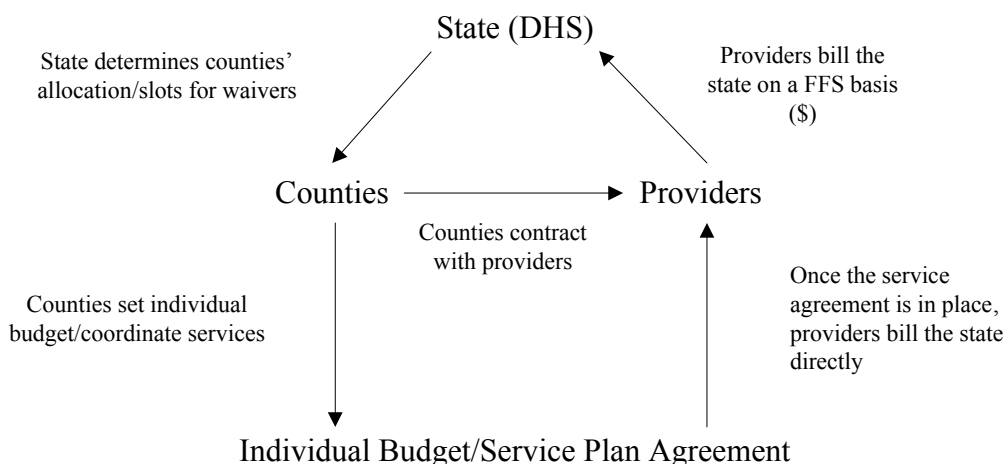 State (DHS)
State determines counties’
allocation/slots for waivers
Providers bill the
state on a FFS basis
($)
Counties
Providers
Counties contract
with providers
Counties set individual
budget/coordinate services
Once the service
agreement is in place,
providers bill the state
directly
Individual Budget/Service Plan Agreement